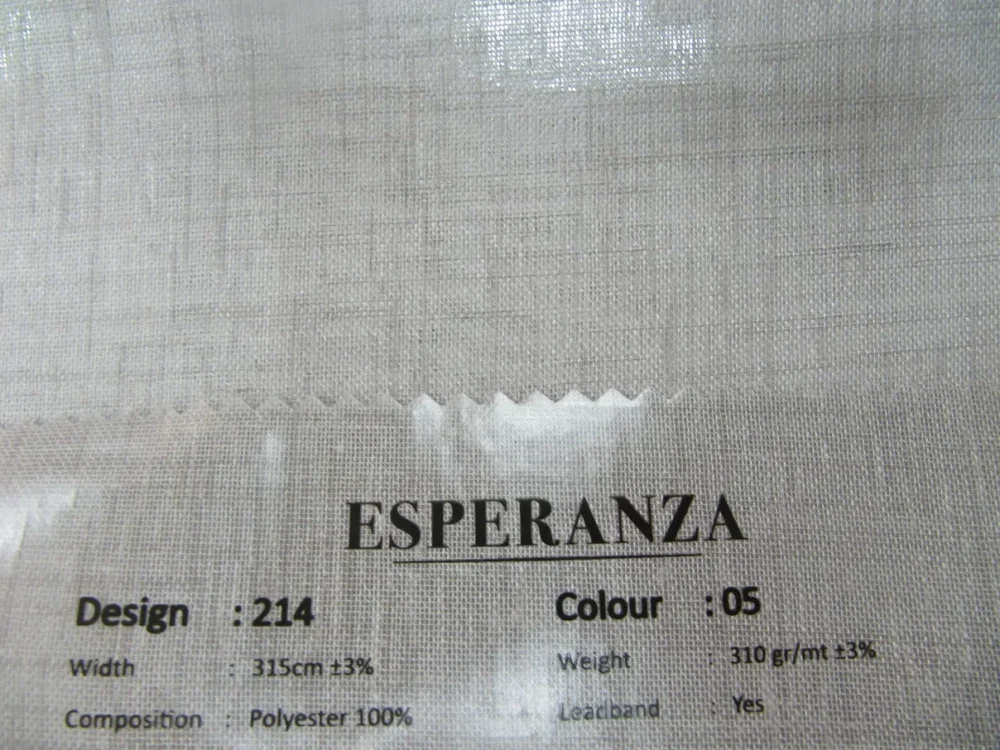 ESPERANZA
Design : 214 Colour : 05
Width : 315cm ±3% Weight : 310 gr/mt ±3%
Composition : Polyester 100% Leadband : Yes